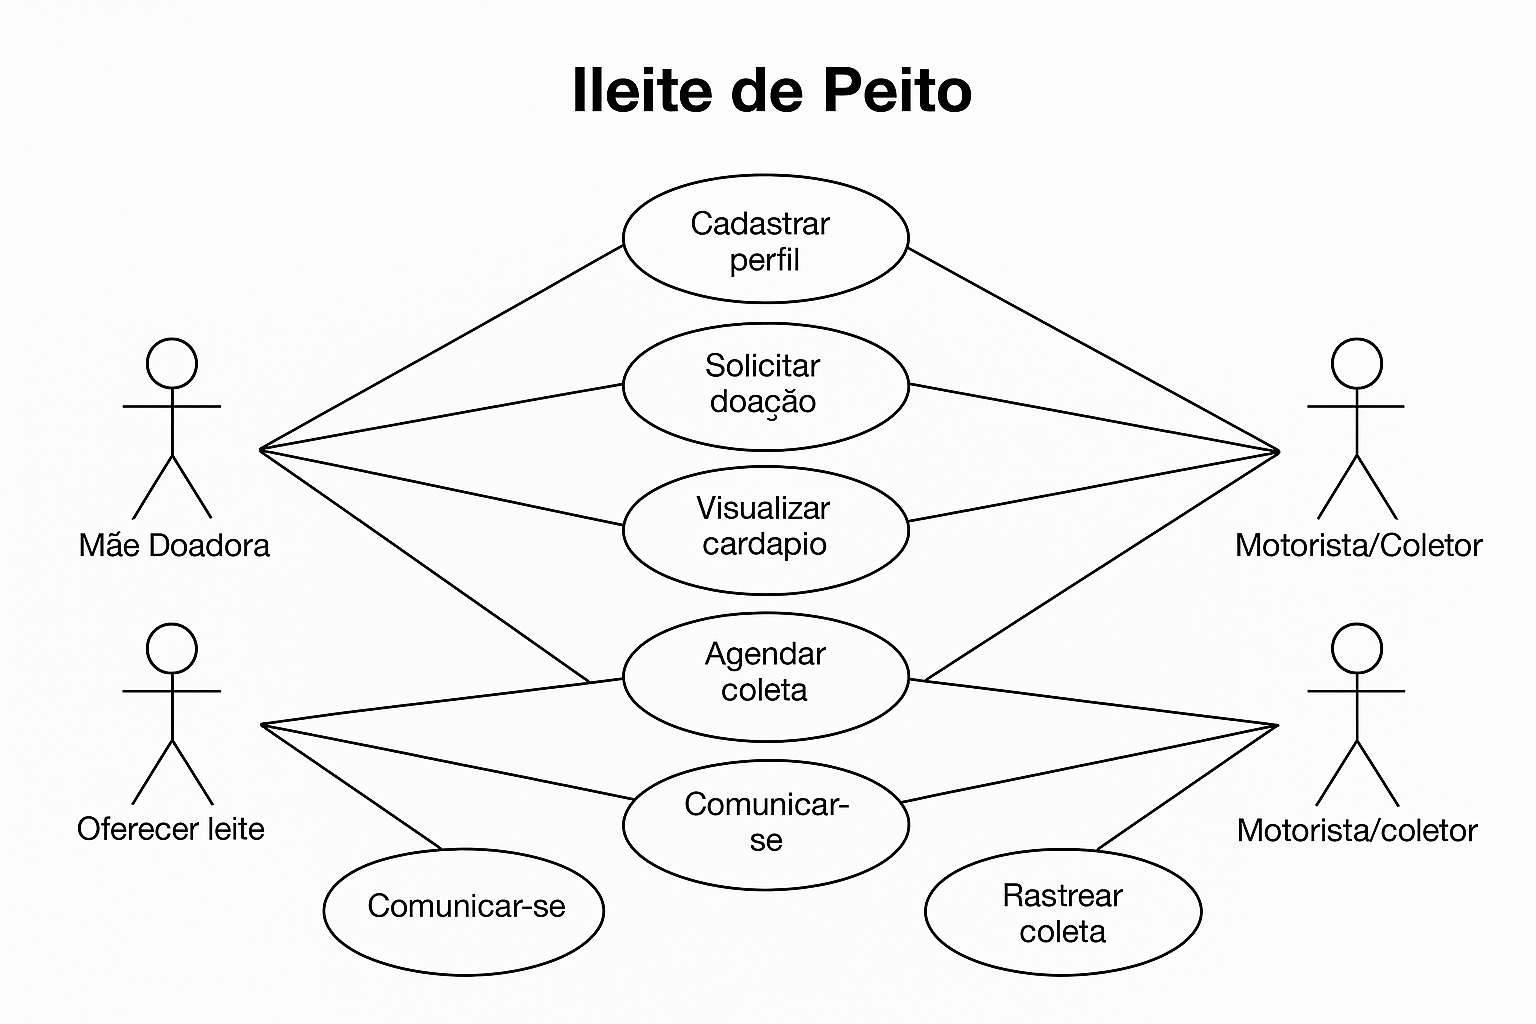 lleite de Peito
Cadastrar
perfil
Solicitar
doação
Visualizar
cardapio
Mãe Doadora
Motorista/Coletor
Agendar
coleta
Comunicar-
se
Oferecer leite
Motorista/coletor
Comunicar-se
Rastrear
coleta